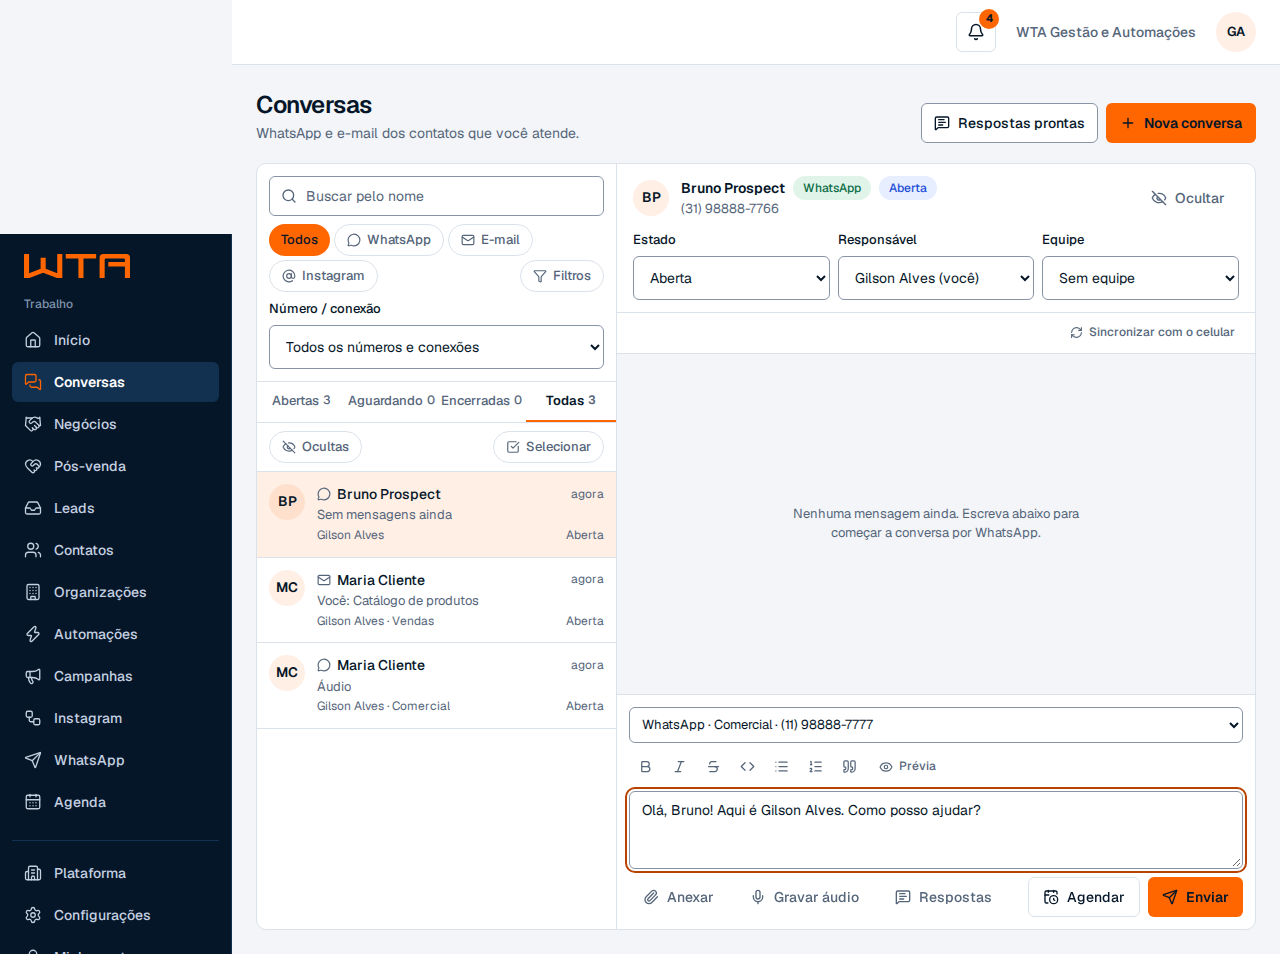 4
WTA Gestão e Automações
GA
Conversas
WhatsApp e e-mail dos contatos que você atende.
Respostas prontas
Nova conversa
WTA
Trabalho
Início
Conversas
Negócios
Pós-venda
Leads
Contatos
Organizações
Automações
Campanhas
Instagram
WhatsApp
Agenda
Plataforma
Configurações
Buscar pelo nome
Todos
WhatsApp
E-mail
Instagram
Filtros
Número / conexão
Todos os números e conexões
Abertas 3
Aguardando 0
Encerradas 0
Todas 3
Ocultas
Selecionar
BP
Bruno Prospect
agora
Sem mensagens ainda
Gilson Alves
Aberta
MC
Maria Cliente
agora
Você: Catálogo de produtos
Gilson Alves · Vendas
Aberta
MC
Maria Cliente
agora
Áudio
Gilson Alves · Comercial
Aberta
BP
Bruno Prospect
WhatsApp
Aberta
(31) 98888-7766
Ocultar
Estado
Responsável
Equipe
Aberta
Gilson Alves (você)
Sem equipe
Sincronizar com o celular
Nenhuma mensagem ainda. Escreva abaixo para
começar a conversa por WhatsApp.
WhatsApp · Comercial · (11) 98888-7777
Prévia
Olá, Bruno! Aqui é Gilson Alves. Como posso ajudar?
Anexar
Gravar áudio
Respostas
Agendar
Enviar